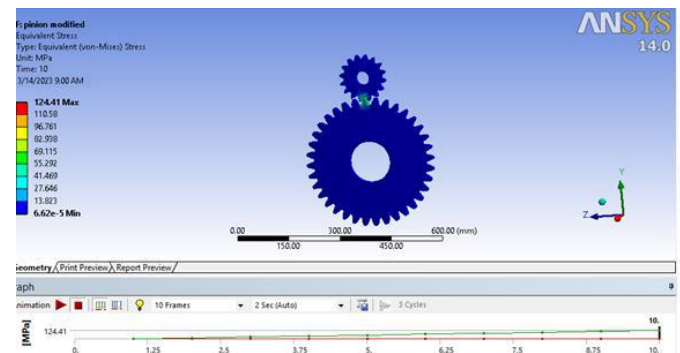 F: pinion modified
Equivalent Stress
Type: Equivalent (von-Mises) Stress
Unit: MPa
Time: 10
3/14/2023 9:00 AM
124.41 Max
110.58
96.761
82.938
69.115
55.292
41.469
27.646
13.823
6.62e-5 Min
ANSYS
14.0
Y
Z
0.00 300.00 600.00 (mm)
150.00 450.00
Geometry Print Preview Report Preview
aph
nimation 10 Frames 2 Sec (Auto) 3 Cycles
10.
[MPa]
124.41
0. 1.25 2.5 3.75 5. 6.25 7.5 8.75 10.